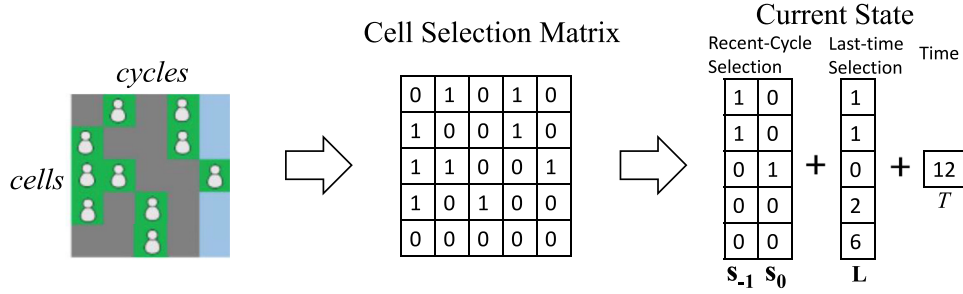 Current State
Cell Selection Matrix
Recent-Cycle Selection
Last-time Selection
Time
cycles
cells
0 1 0 1 0
1 0 0 1 0
1 1 0 0 1
1 0 1 0 0
0 0 0 0 0
1 0
1 0
0 1
0 0
0 0
S-1 S0
+
1
1
0
2
6
L
+
12
T